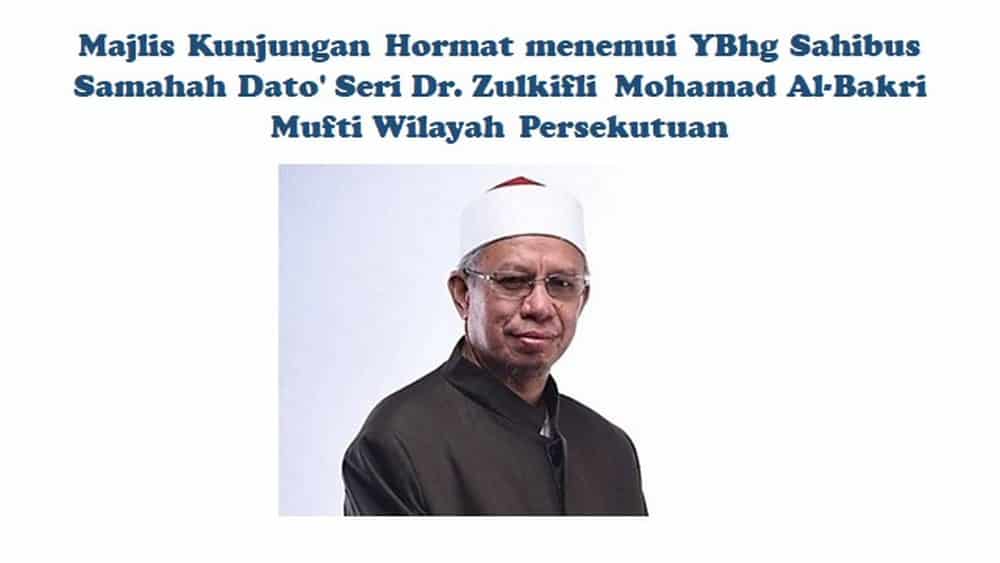 Majlis Kunjungan Hormat menemui YBhg Sahibus
Samahah Dato' Seri Dr. Zulkifli Mohamad Al-Bakri
Mufti Wilayah Persekutuan